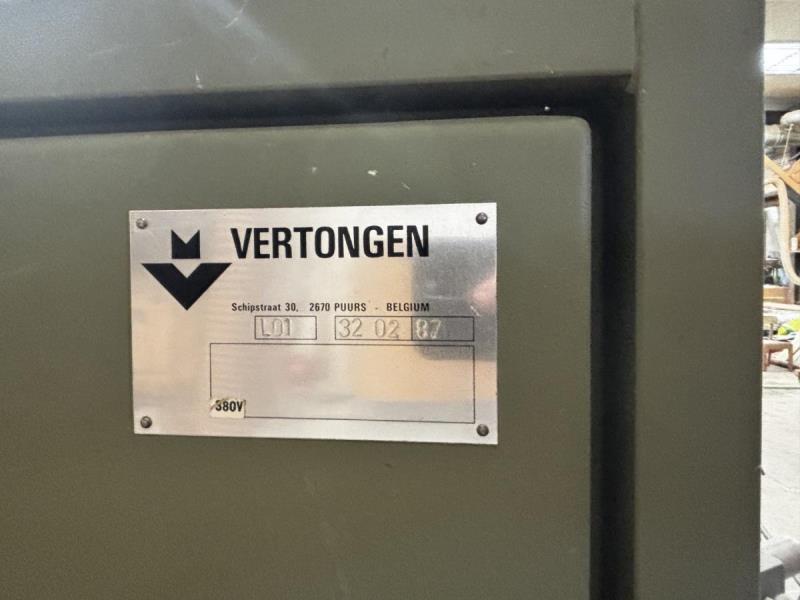 VERTONGEN
Schipstraat 30, 2670 PUURS - BELGIUM
L01 32 02 87
380V